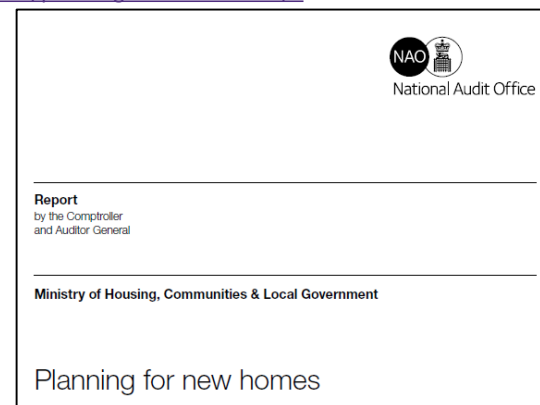 NAO
National Audit Office
Report
by the Comptroller
and Auditor General
Ministry of Housing, Communities & Local Government
Planning for new homes